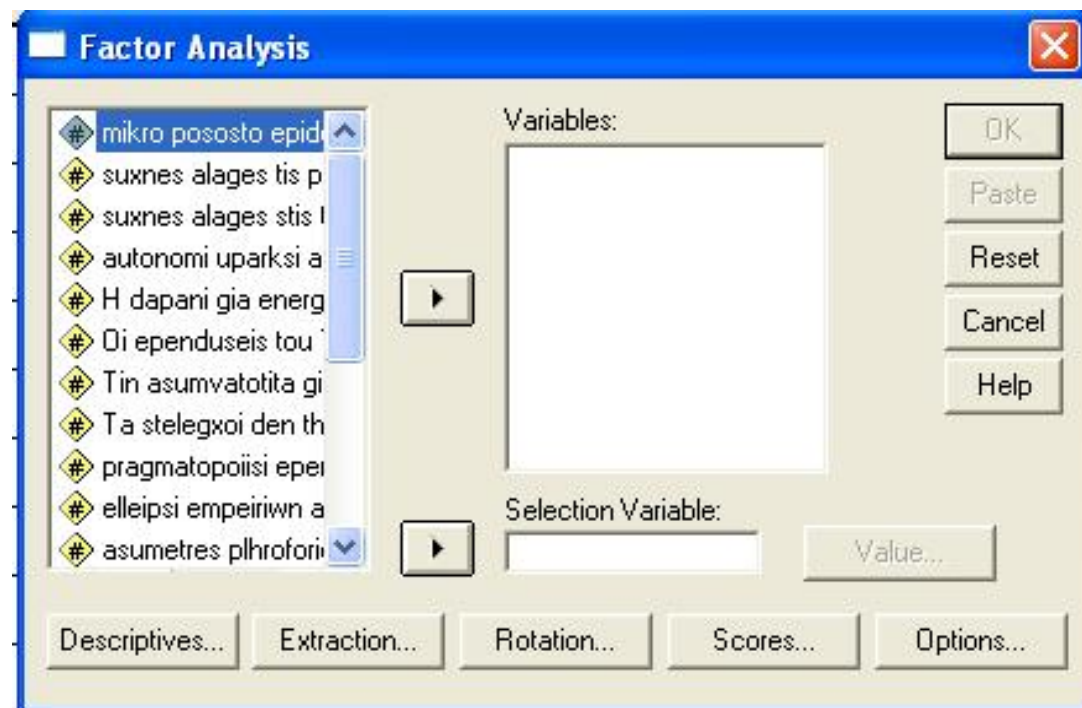 Factor Analysis
mikro pososto epid
suxnes alages tis p
suxnes alages stis
autonomi uparksi a
H dapani gia energ
Oi ependuseis tou
Tin asumvatotita gi
Ta stelegxoi den th
pragmatopoiisi eper
elleipsi empeiriwn a
asumetres plhrofori
Variables:
Selection Variable:
Value...
OK
Paste
Reset
Cancel
Help
Descriptives... Extraction... Rotation... Scores... Options...